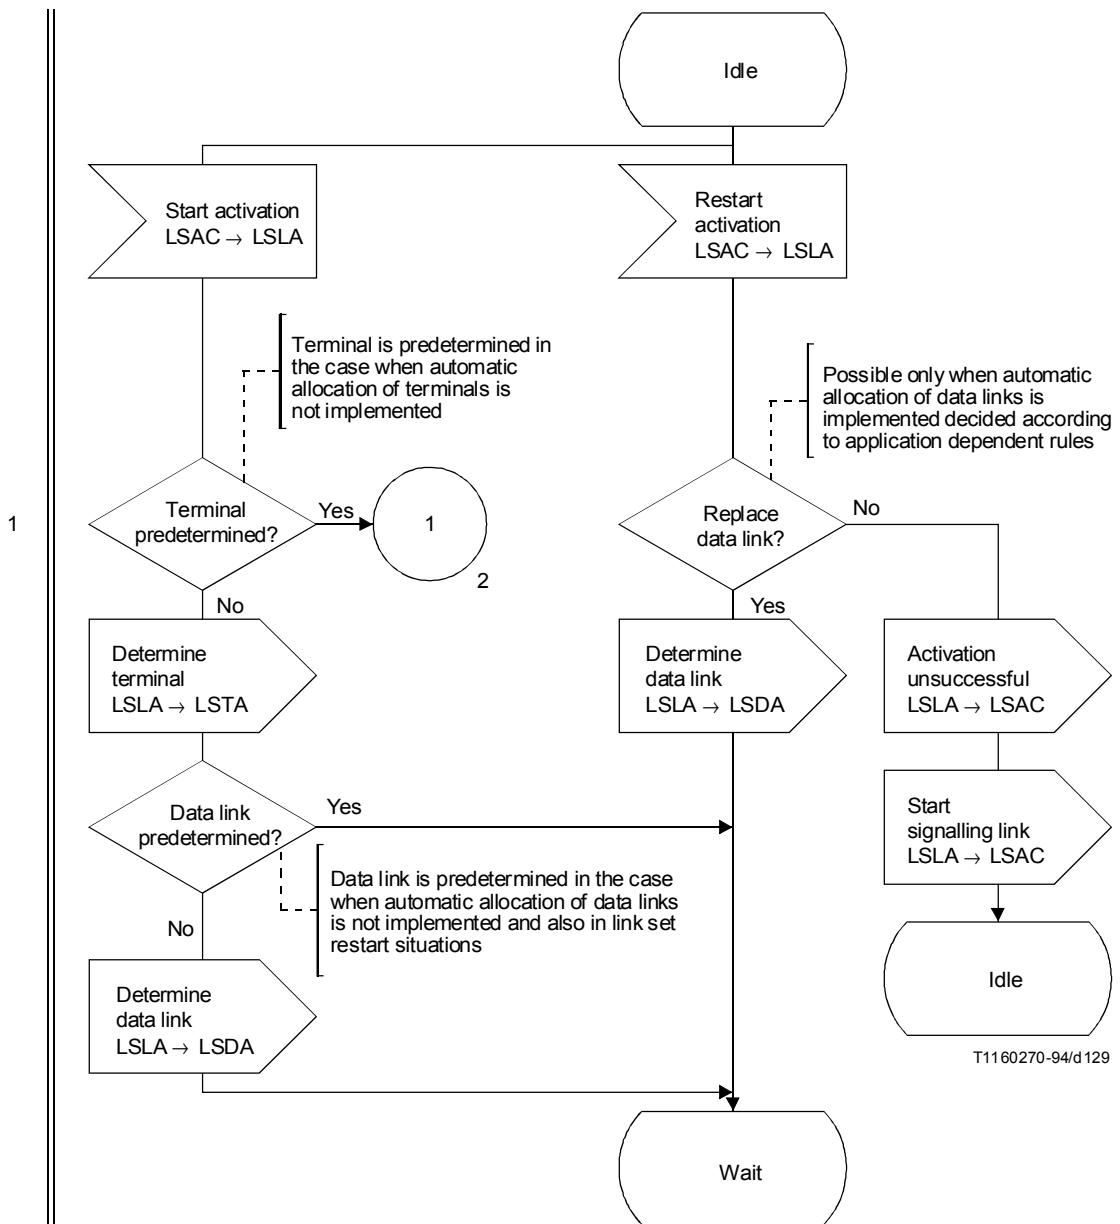 Idle
Start activation
LSAC → LSLA
Restart
activation
LSAC → LSLA
Terminal is predetermined in
the case when automatic
allocation of terminals is
not implemented
Possible only when automatic
allocation of data links is
implemented decided according
to application dependent rules
1
Terminal
predetermined?
Yes
1
2
No
Replace
data link?
No
Yes
Determine
terminal
LSLA → LSTA
Determine
data link
LSLA → LSDA
Activation
unsuccessful
LSLA → LSAC
Data link
predetermined?
Yes
No
Start
signalling link
LSLA → LSAC
Data link is predetermined in the case
when automatic allocation of data links
is not implemented and also in link set
restart situations
Determine
data link
LSLA → LSDA
Idle
T1160270-94/d129
Wait